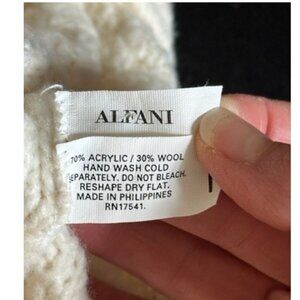 ALFANI
70% ACRYLIC / 30% WOOL
HAND WASH COLD
SEPARATELY. DO NOT BLEACH.
RESHAPE DRY FLAT.
MADE IN PHILIPPINES
RN17541.